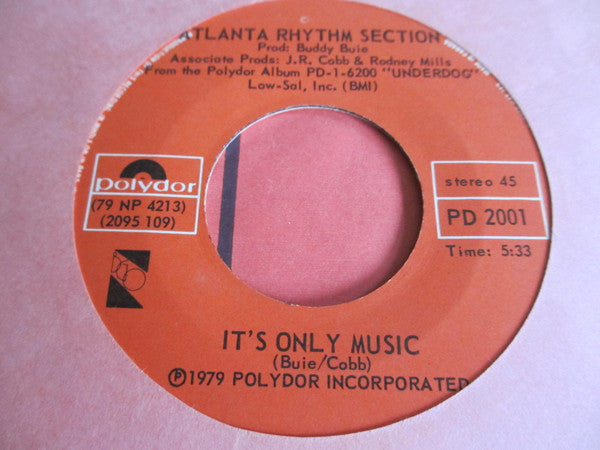 ATLANTA RHYTHM SECTION
Prod: Buddy Buie
Associate Prods: J.R. Cobb & Rodney Mills
From the Polydor Album PD-1-6200 "UNDERDOG"
Low-Sal, Inc. (BMI)
polydor
(79 NP 4213)
(2095 109)
stereo 45
PD 2001
Time: 5:33
IT'S ONLY MUSIC
(Buie/Cobb)
Ⓟ1979 POLYDOR INCORPORATED